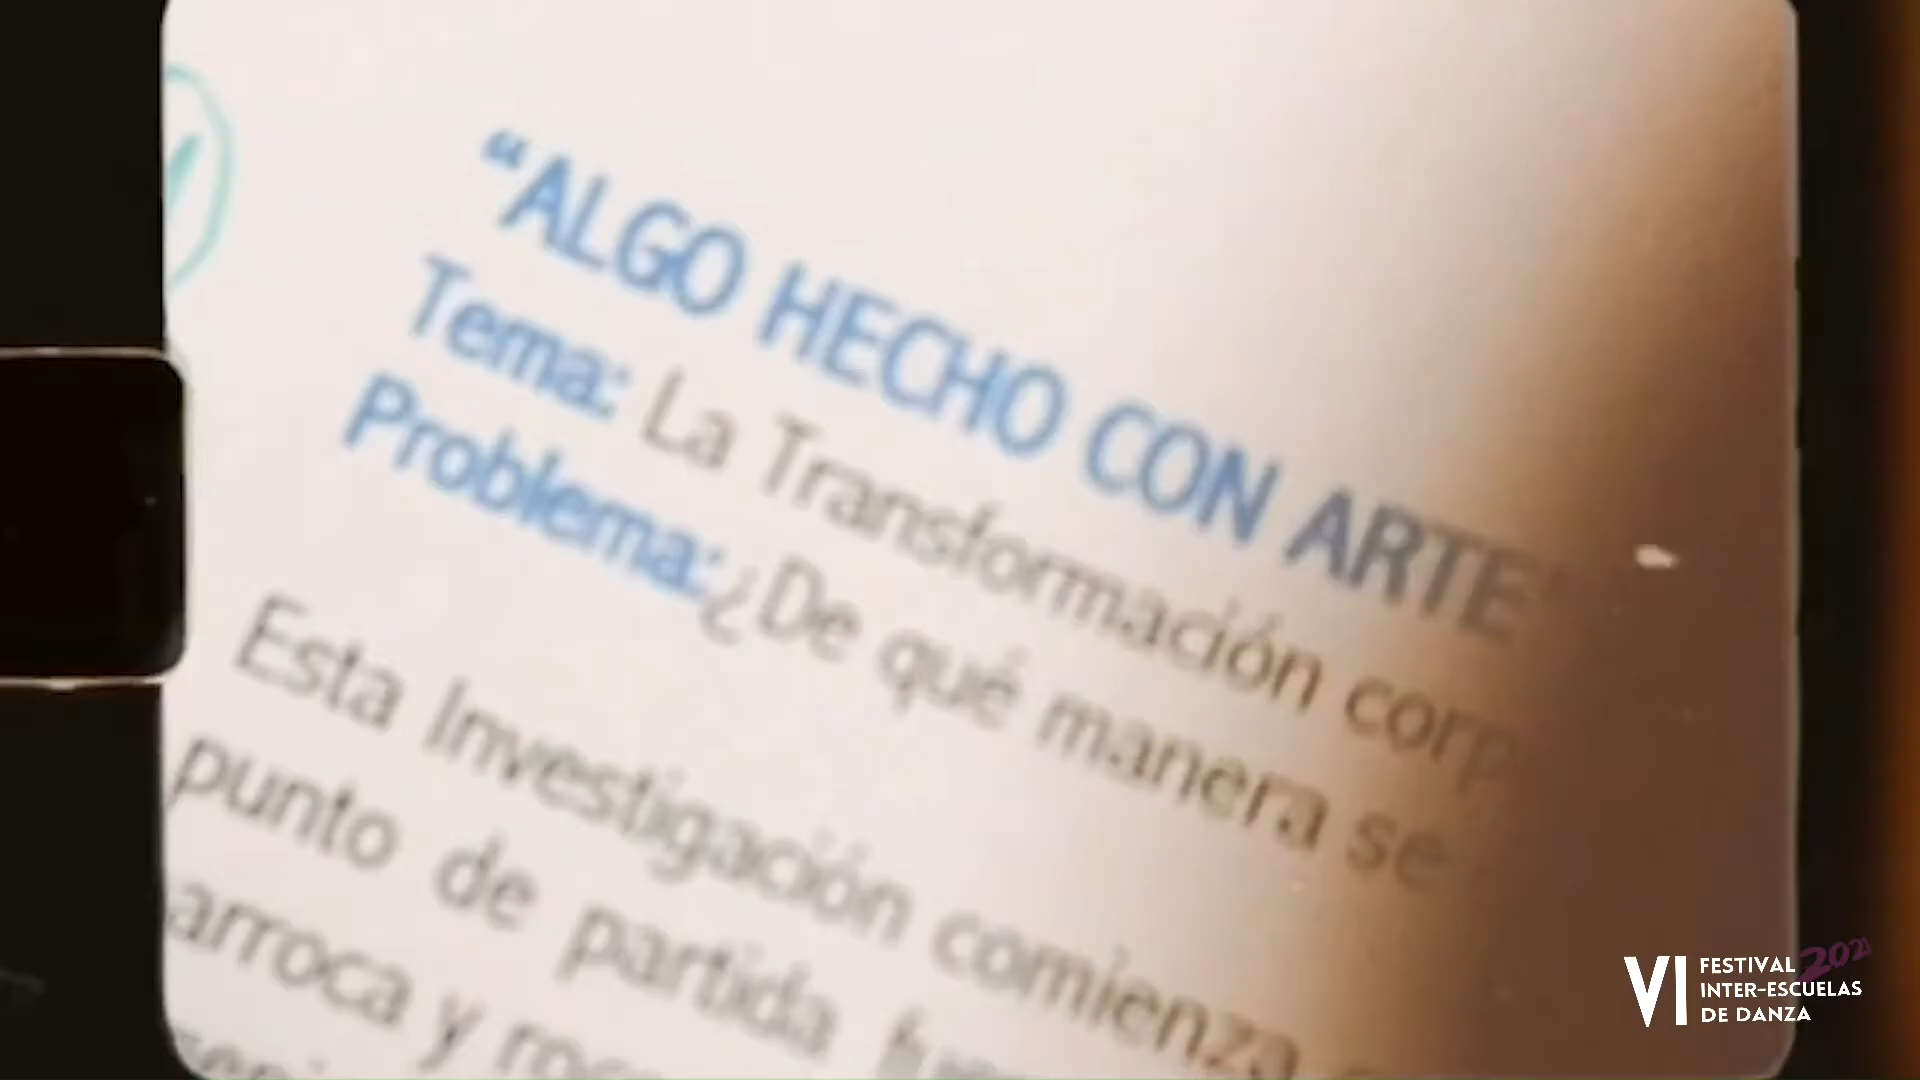 “ALGO HECHO CON ARTE
Tema: La Transformación corp
Problema:¿De qué manera se
Esta Investigación comienza
punto de partida fue
arroca y
VI FESTIVAL 2021
INTER-ESCUELAS
DE DANZA